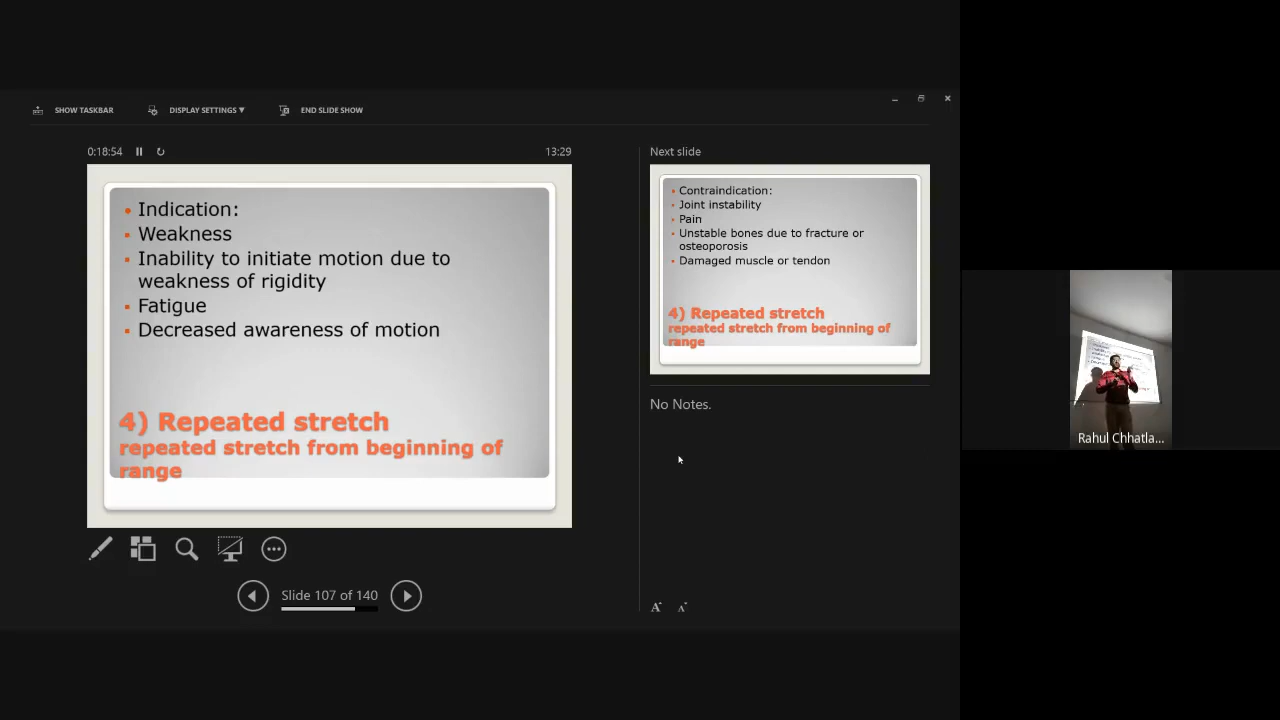 SHOW TASKBAR
DISPLAY SETTINGS ▼
END SLIDE SHOW
0:18:54
13:29
Indication:
Weakness
Inability to initiate motion due to
weakness of rigidity
Fatigue
Decreased awareness of motion
4) Repeated stretch
repeated stretch from beginning of
range
Slide 107 of 140
Next slide
Contraindication:
Joint instability
Pain
Unstable bones due to fracture or
osteoporosis
Damaged muscle or tendon
4) Repeated stretch
repeated stretch from beginning of
range
No Notes.
A A
Rahul Chhatla...